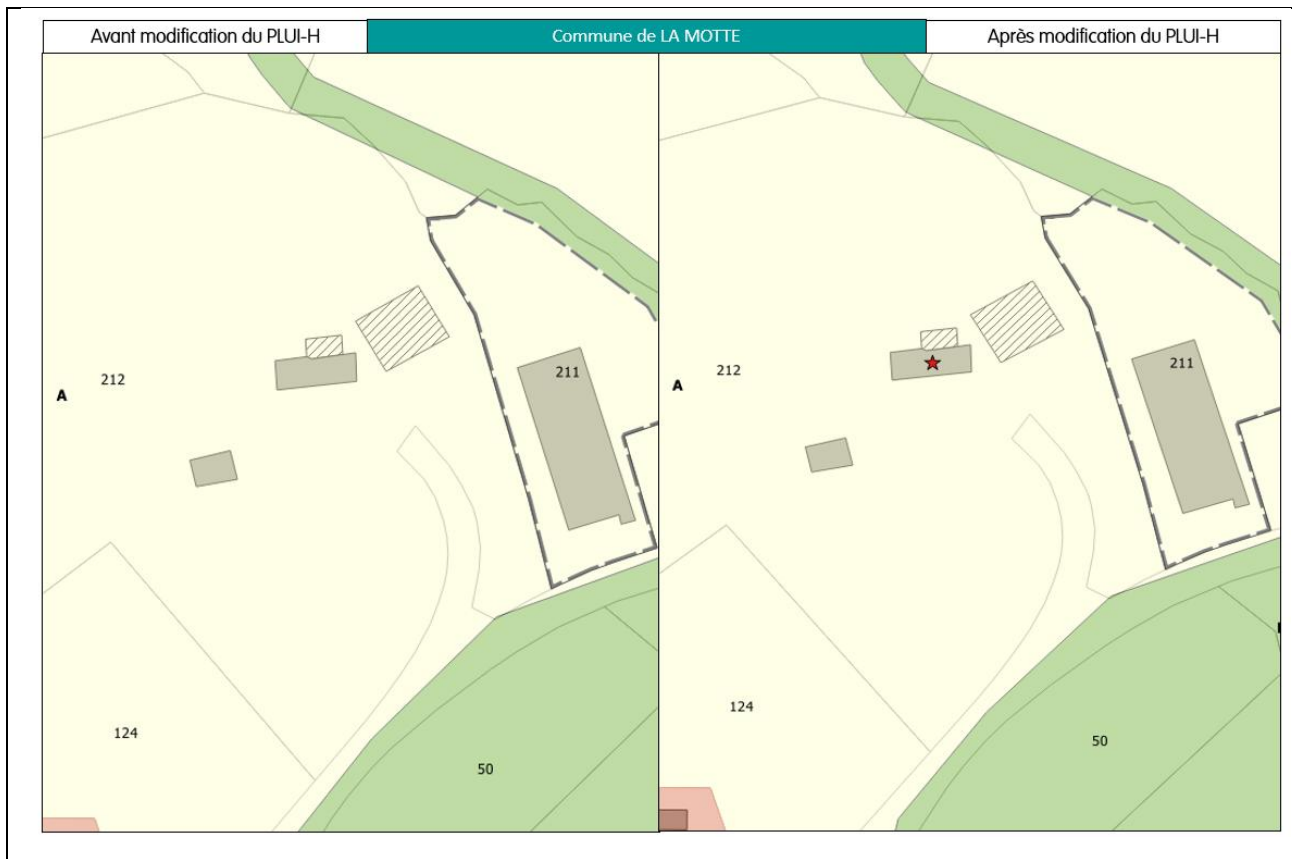 Avant modification du PLUI-H
Commune de LA MOTTE
Après modification du PLUI-H
A
212
211
124
50
A
212
211
124
50